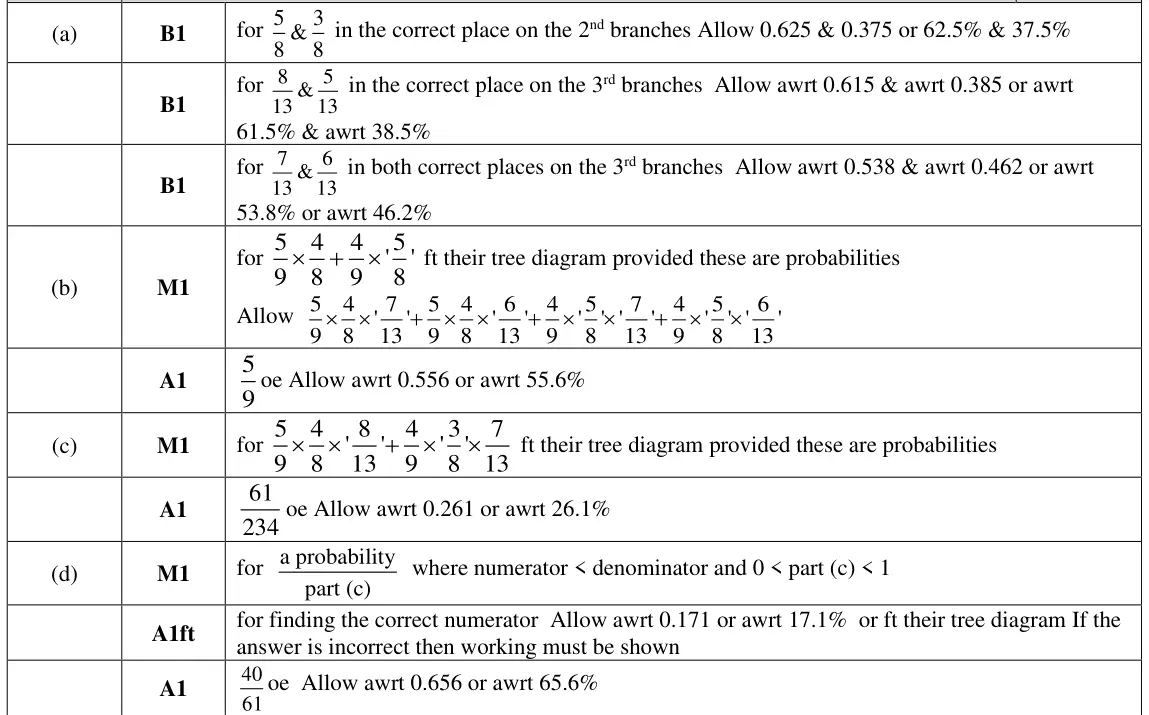 (a) B1 for 5/8 & 3/8 in the correct place on the 2nd branches Allow 0.625 & 0.375 or 62.5% & 37.5%
B1 for 8/13 & 5/13 in the correct place on the 3rd branches Allow awrt 0.615 & awrt 0.385 or awrt
61.5% & awrt 38.5%
B1 for 7/13 & 6/13 in both correct places on the 3rd branches Allow awrt 0.538 & awrt 0.462 or awrt
53.8% or awrt 46.2%
(b) M1 for 5/9 × 4/8 + 4/9 × '5/8' ft their tree diagram provided these are probabilities
Allow 5/9 × 4/8 × '7/13' + 5/9 × 4/8 × '6/13' + 4/9 × '5/8' × '7/13' + 4/9 × '5/8' × '6/13'
A1 5/9 oe Allow awrt 0.556 or awrt 55.6%
(c) M1 for 5/9 × 4/8 × '8/13' + 4/9 × '3/8' × 7/13 ft their tree diagram provided these are probabilities
A1 61/234 oe Allow awrt 0.261 or awrt 26.1%
(d) M1 for a probability / part (c) where numerator < denominator and 0 < part (c) < 1
A1ft for finding the correct numerator Allow awrt 0.171 or awrt 17.1% or ft their tree diagram If the
answer is incorrect then working must be shown
A1 40/61 oe Allow awrt 0.656 or awrt 65.6%